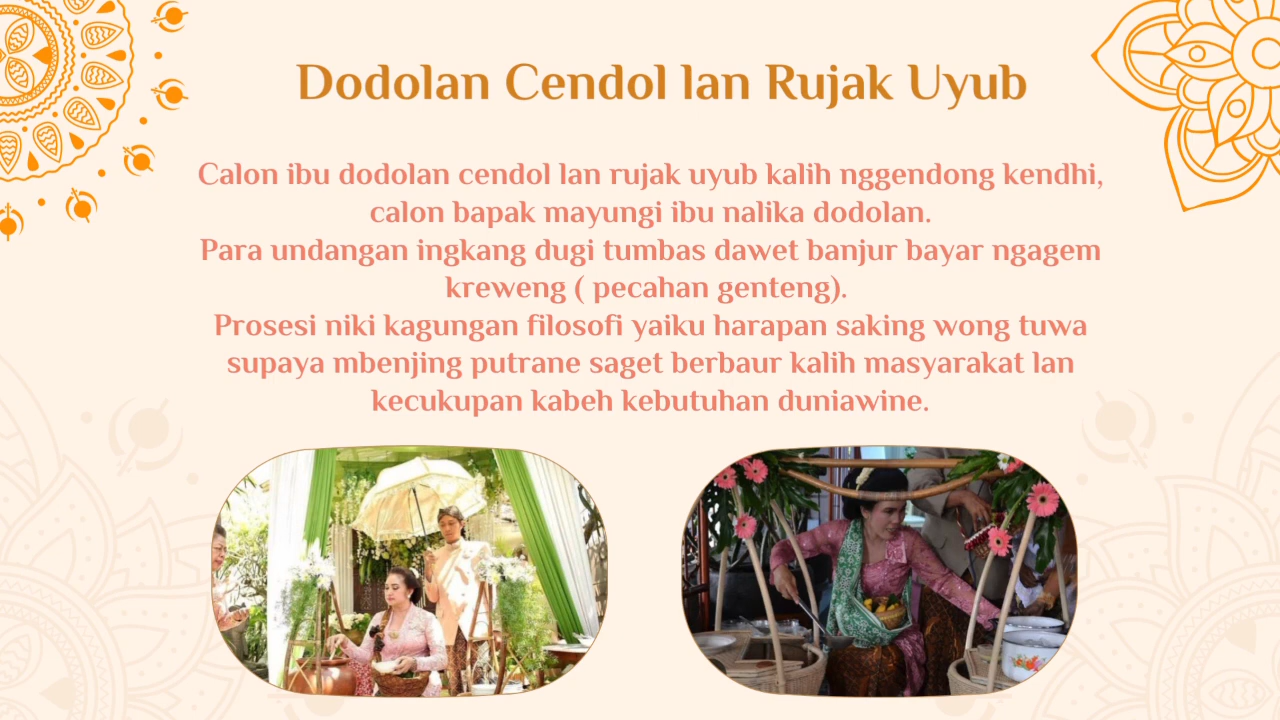 Dodolan Cendol lan Rujak Uyub
Calon ibu dodolan cendol lan rujak uyub kalih nggendong kendhi,
calon bapak mayungi ibu nalika dodolan.
Para undangan ingkang dugi tumbas dawet banjur bayar ngagem
kreweng ( pecahan genteng).
Prosesi niki kagungan filosofi yaiku harapan saking wong tuwa
supaya mbenjing putrane saget berbaur kalih masyarakat lan
kecukupan kabeh kebutuhan duniawine.